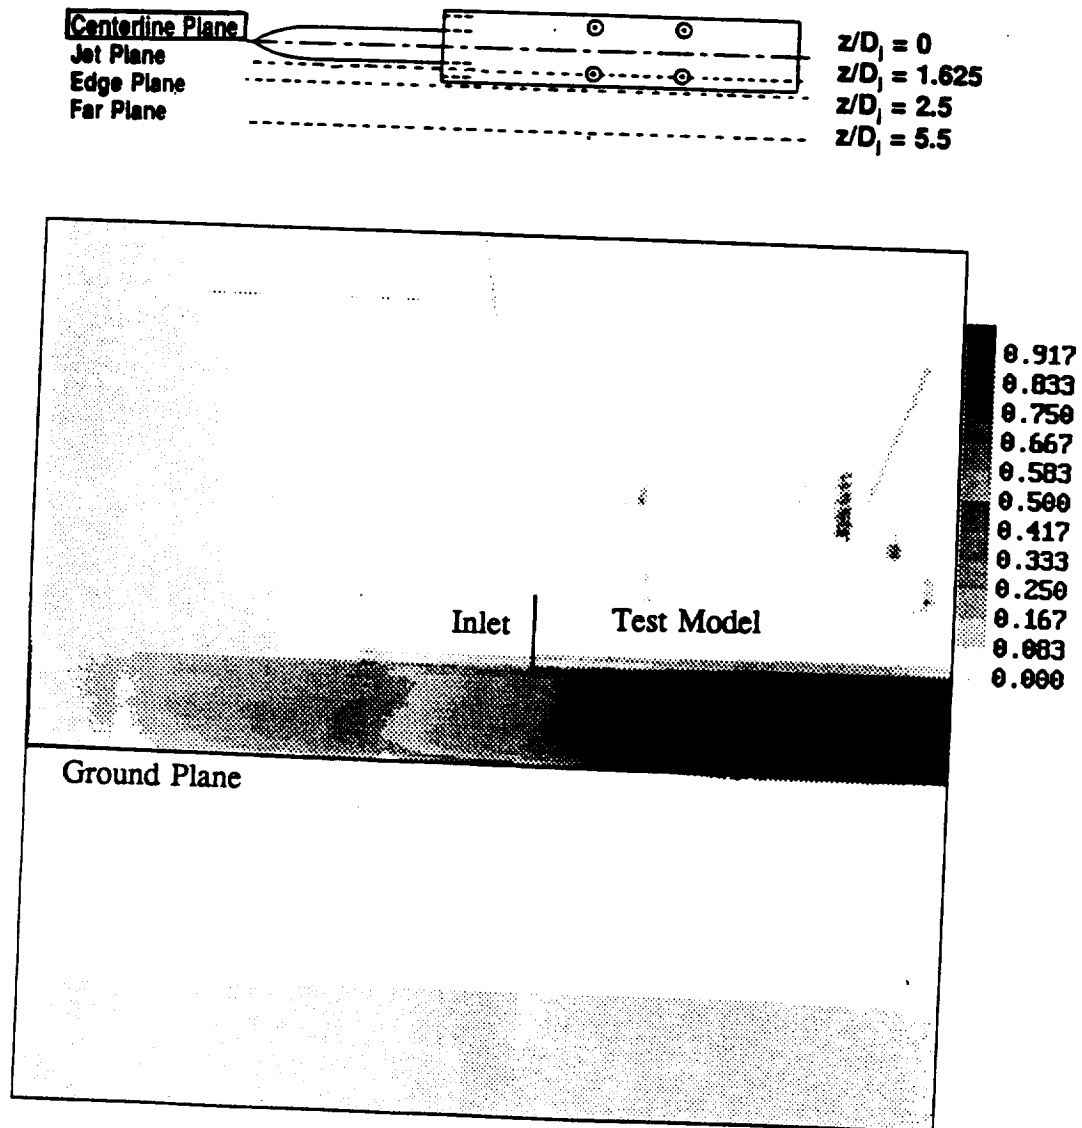 Centerline Plane
Jet Plane
Edge Plane
Far Plane
z/Dj = 0
z/Dj = 1.625
z/Dj = 2.5
z/Dj = 5.5
0.917
0.833
0.750
0.667
0.583
0.500
0.417
0.333
0.250
0.167
0.083
0.000
Inlet
Test Model
Ground Plane